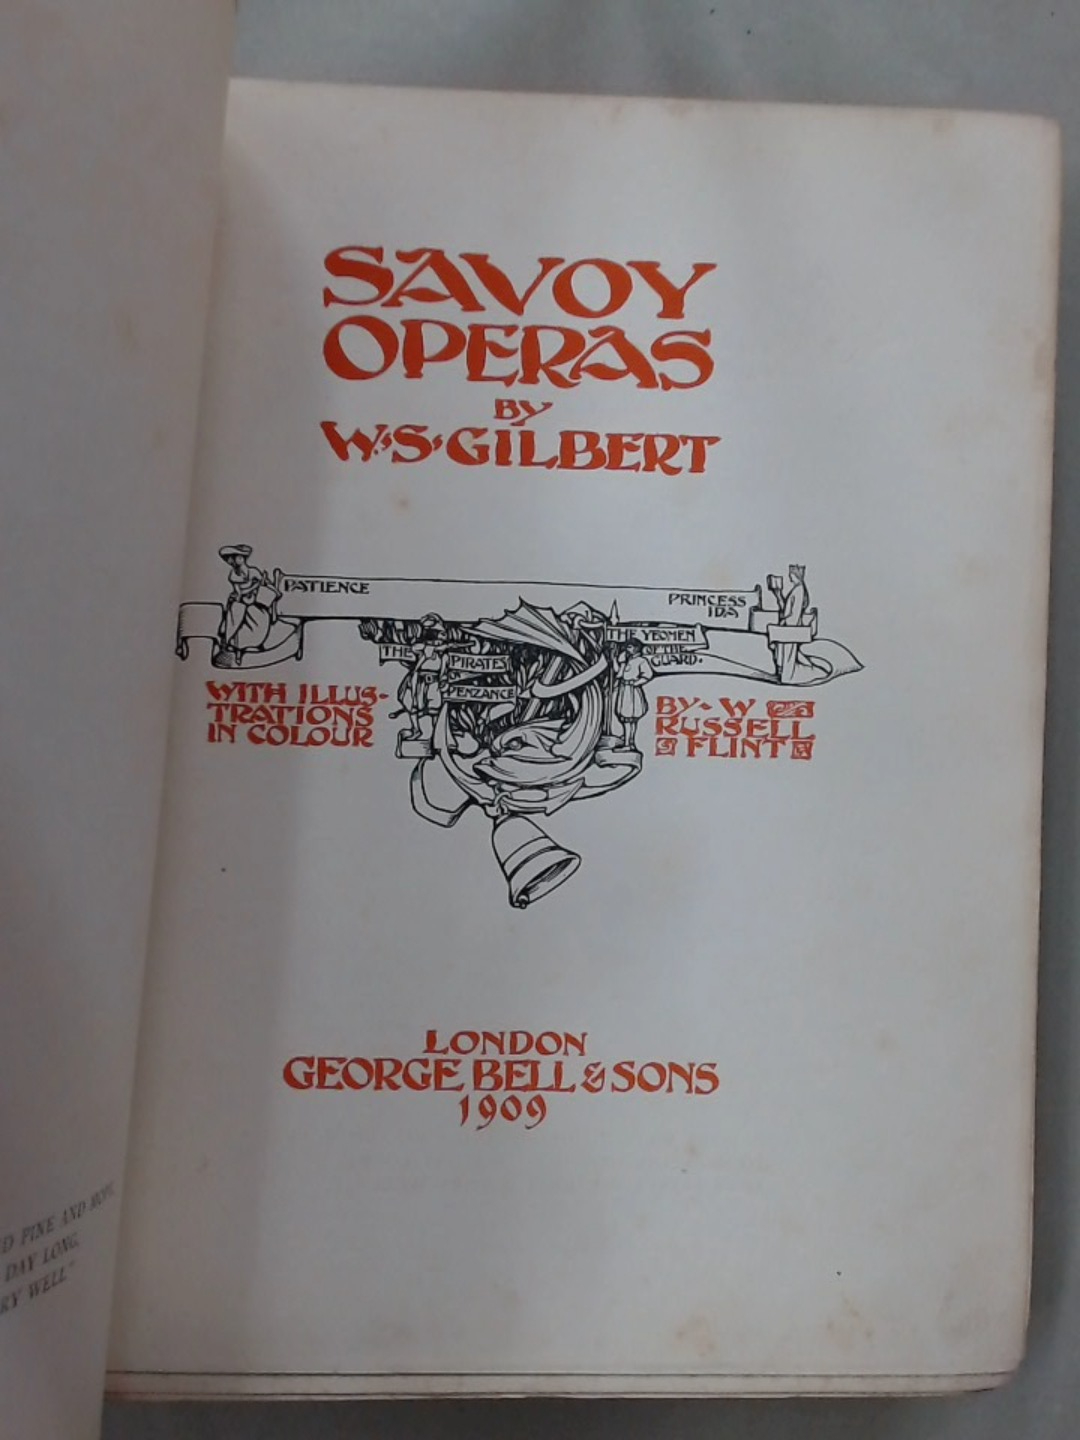 SAVOY
OPERAS
BY
W·S·GILBERT
PATIENCE
PRINCESS
IDA
THE
PIRATES
OF
PENZANCE
THE YEOMEN
OF THE
GUARD.
WITH ILLUS-
TRATIONS
IN COLOUR
BY·W
RUSSELL
FLINT
LONDON
GEORGE BELL & SONS
1909
PINE AND MOPE
DAY LONG,
WELL"